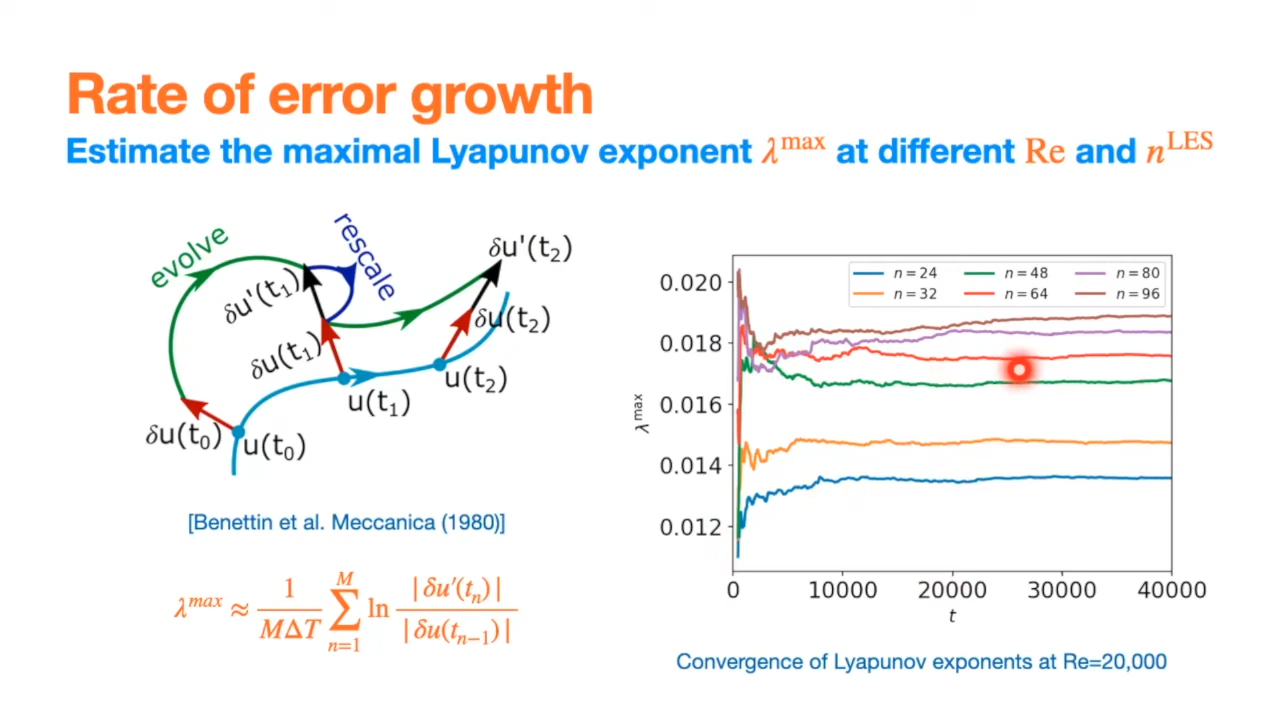 Rate of error growth
Estimate the maximal Lyapunov exponent λ^max at different Re and n^LES
evolve
rescale
δu'(t₂)
δu'(t₁)
δu(t₂)
δu(t₁)
u(t₂)
u(t₁)
δu(t₀)
u(t₀)
[Benettin et al. Meccanica (1980)]
λ^max ≈ 1/(MΔT) ∑_{n=1}^{M} ln |δu′(t_n)| / |δu(t_{n−1})|
n = 24 n = 48 n = 80
n = 32 n = 64 n = 96
0.020
0.018
0.016
0.014
0.012
λ^max
0 10000 20000 30000 40000
t
Convergence of Lyapunov exponents at Re=20,000